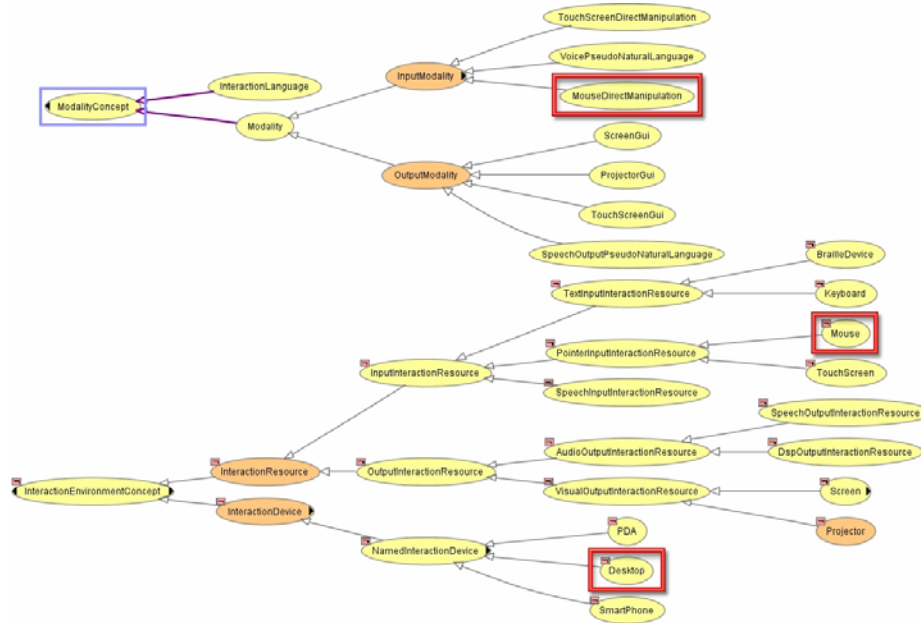 TouchScreenDirectManipulation
VoicePseudoNaturalLanguage
InputModality
InteractionLanguage
MouseDirectManipulation
ModalityConcept
Modality
ScreenGui
OutputModality
ProjectorGui
TouchScreenGui
SpeechOutputPseudoNaturalLanguage
BrailleDevice
TextInputInteractionResource
Keyboard
Mouse
PointerInputInteractionResource
InputInteractionResource
TouchScreen
SpeechInputInteractionResource
SpeechOutputInteractionResource
AudioOutputInteractionResource
DspOutputInteractionResource
InteractionResource
OutputInteractionResource
InteractionEnvironmentConcept
VisualOutputInteractionResource
Screen
InteractionDevice
PDA
Projector
NamedInteractionDevice
Desktop
SmartPhone